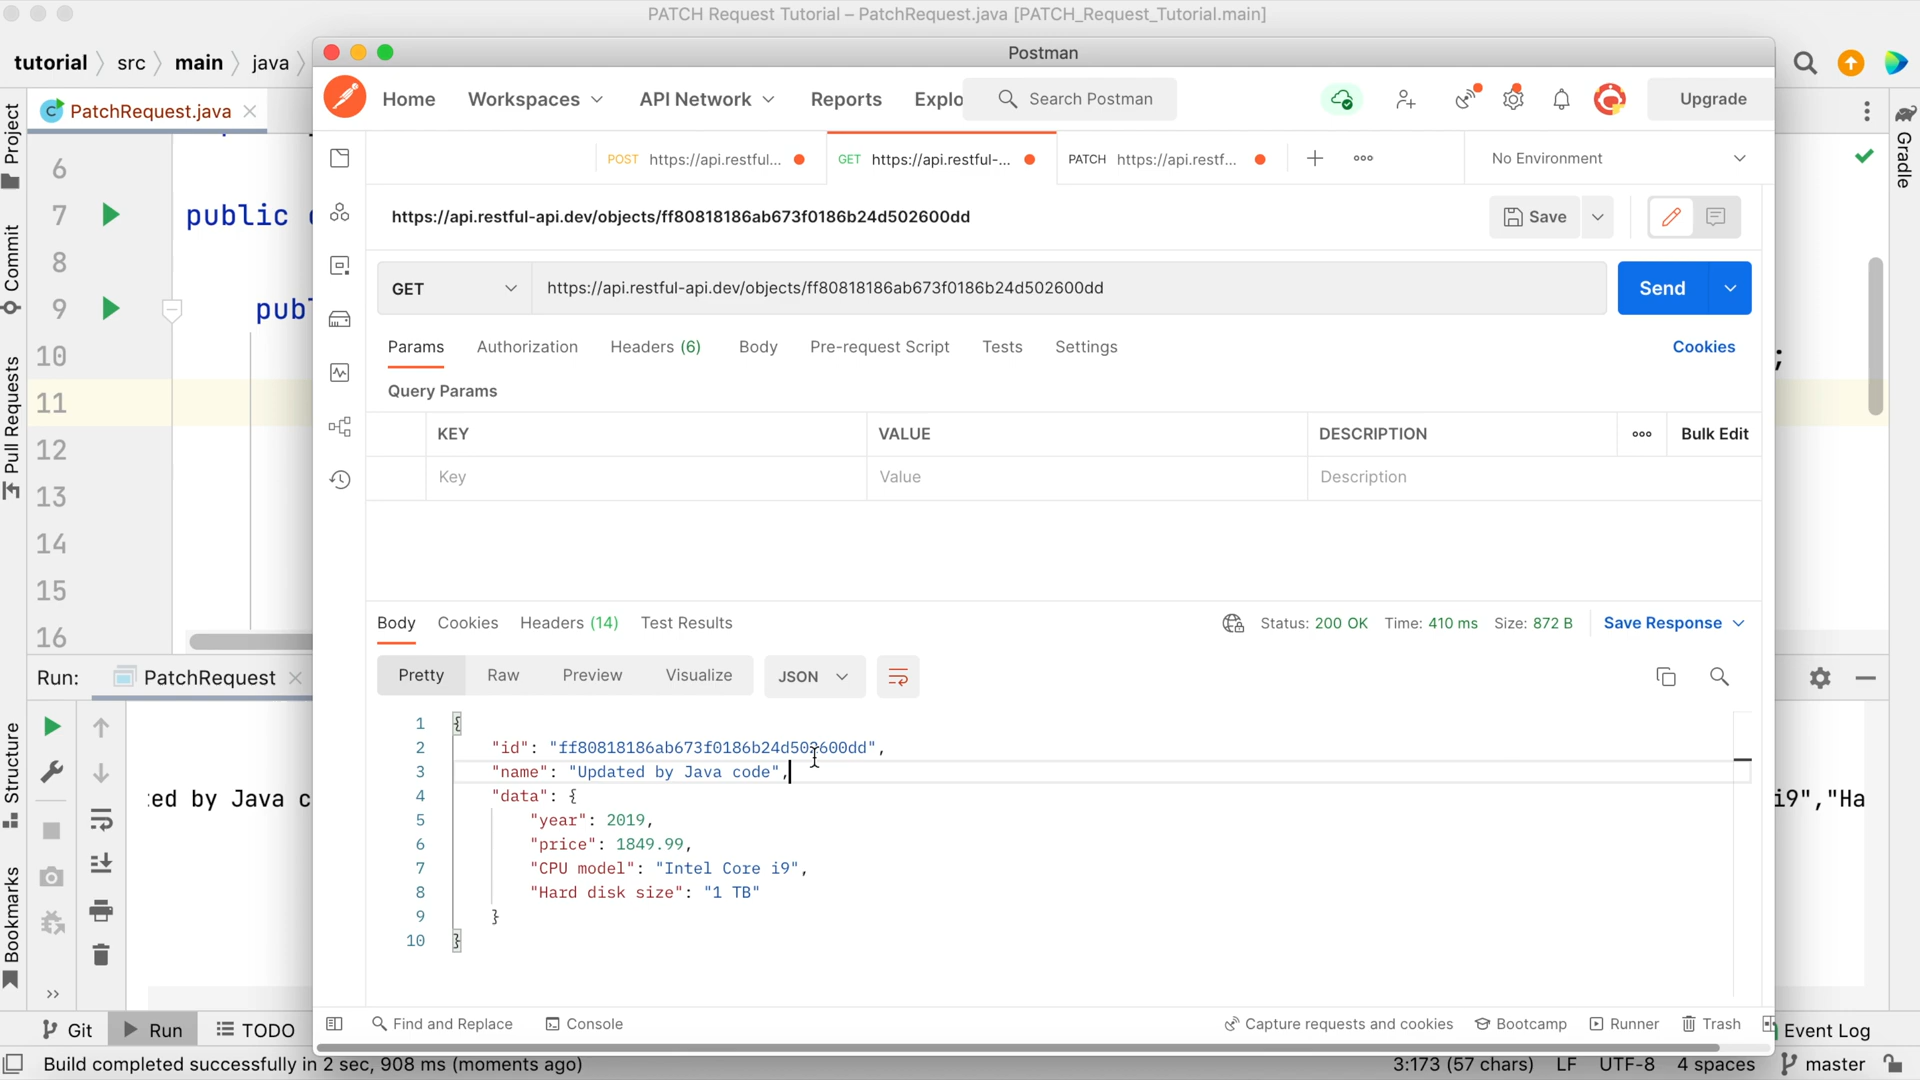 PATCH Request Tutorial – PatchRequest.java [PATCH_Request_Tutorial.main]
tutorial src main java
Postman
PatchRequest.java
Home Workspaces API Network Reports Explo Search Postman Upgrade
POST https://api.restful... GET https://api.restful-... PATCH https://api.restf... No Environment
https://api.restful-api.dev/objects/ff80818186ab673f0186b24d502600dd Save
GET https://api.restful-api.dev/objects/ff80818186ab673f0186b24d502600dd Send
Params Authorization Headers (6) Body Pre-request Script Tests Settings Cookies
Query Params
KEY VALUE DESCRIPTION Bulk Edit
Key Value Description
Body Cookies Headers (14) Test Results Status: 200 OK Time: 410 ms Size: 872 B Save Response
Pretty Raw Preview Visualize JSON
1 {
2 "id": "ff80818186ab673f0186b24d502600dd",
3 "name": "Updated by Java code",
4 "data": {
5 "year": 2019,
6 "price": 1849.99,
7 "CPU model": "Intel Core i9",
8 "Hard disk size": "1 TB"
9 }
10 }
Find and Replace Console Capture requests and cookies Bootcamp Runner Trash
6
7 public
8
9 publ
10 ;
11
12
13
14
15
16
Project
Commit
Pull Requests
Structure
Bookmarks
Gradle
Run: PatchRequest
ted by Java c i9","Ha
Git Run TODO Event Log
Build completed successfully in 2 sec, 908 ms (moments ago) 3:173 (57 chars) LF UTF-8 4 spaces master